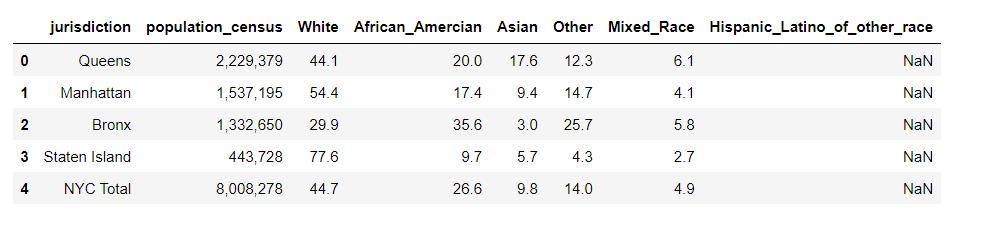 jurisdiction population_census White African_Amercian Asian Other Mixed_Race Hispanic_Latino_of_other_race
0 Queens 2,229,379 44.1 20.0 17.6 12.3 6.1 NaN
1 Manhattan 1,537,195 54.4 17.4 9.4 14.7 4.1 NaN
2 Bronx 1,332,650 29.9 35.6 3.0 25.7 5.8 NaN
3 Staten Island 443,728 77.6 9.7 5.7 4.3 2.7 NaN
4 NYC Total 8,008,278 44.7 26.6 9.8 14.0 4.9 NaN